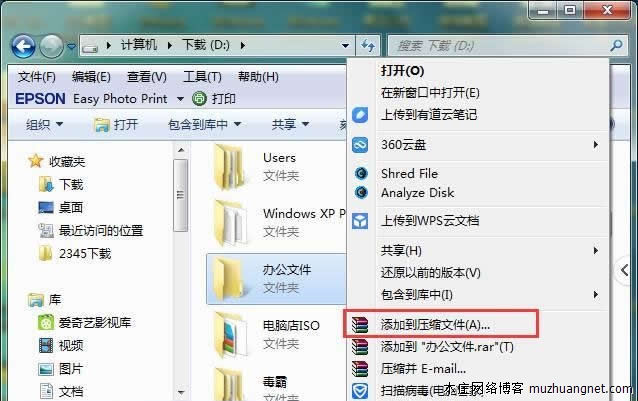 计算机 ▸ 下载 (D:) ▸
搜索 下载 (D:)
文件(F) 编辑(E) 查看(V) 工具(T) 帮助(H)
EPSON Easy Photo Print 打印
组织 打开 包含到库中 共享
收藏夹
下载
桌面
最近访问的位置
2345下载
库
爱奇艺影视库
视频
图片
文档
Users
文件夹
Windows XP P
文件夹
办公文件
文件夹
电脑店ISO
文件夹
毒霸
文件夹
打开(O)
在新窗口中打开(E)
上传到有道云笔记
360云盘
Shred File
Analyze Disk
上传到WPS云文档
共享(H)
还原以前的版本(V)
包含到库中(I)
添加到压缩文件(A)...
添加到 "办公文件.rar"(T)
压缩并 E-mail...
扫描病毒(电脑
网络博客 muzhuangnet.com